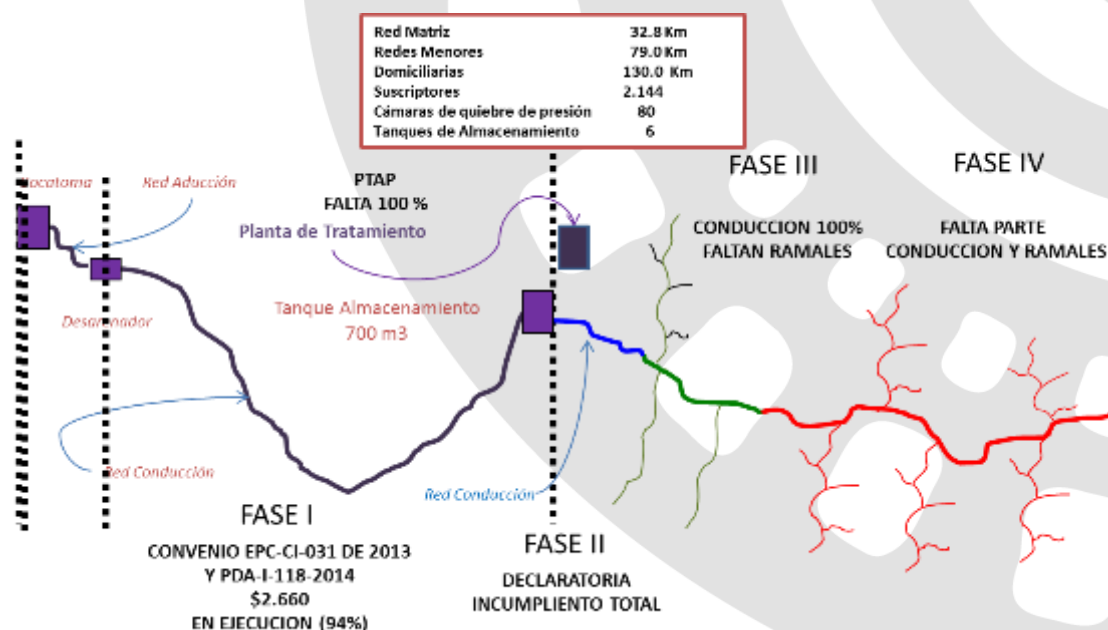 Red Matriz 32.8 Km
Redes Menores 79.0 Km
Domiciliarias 130.0 Km
Suscriptores 2.144
Cámaras de quiebre de presión 80
Tanques de Almacenamiento 6
FASE III
FASE IV
Bocatoma
Red Aducción
PTAP
FALTA 100 %
Planta de Tratamiento
CONDUCCION 100%
FALTAN RAMALES
FALTA PARTE
CONDUCCION Y RAMALES
Desarenador
Tanque Almacenamiento
700 m3
Red Conducción
Red Conducción
FASE I
CONVENIO EPC-CI-031 DE 2013
Y PDA-I-118-2014
$2.660
EN EJECUCION (94%)
FASE II
DECLARATORIA
INCUMPLIENTO TOTAL